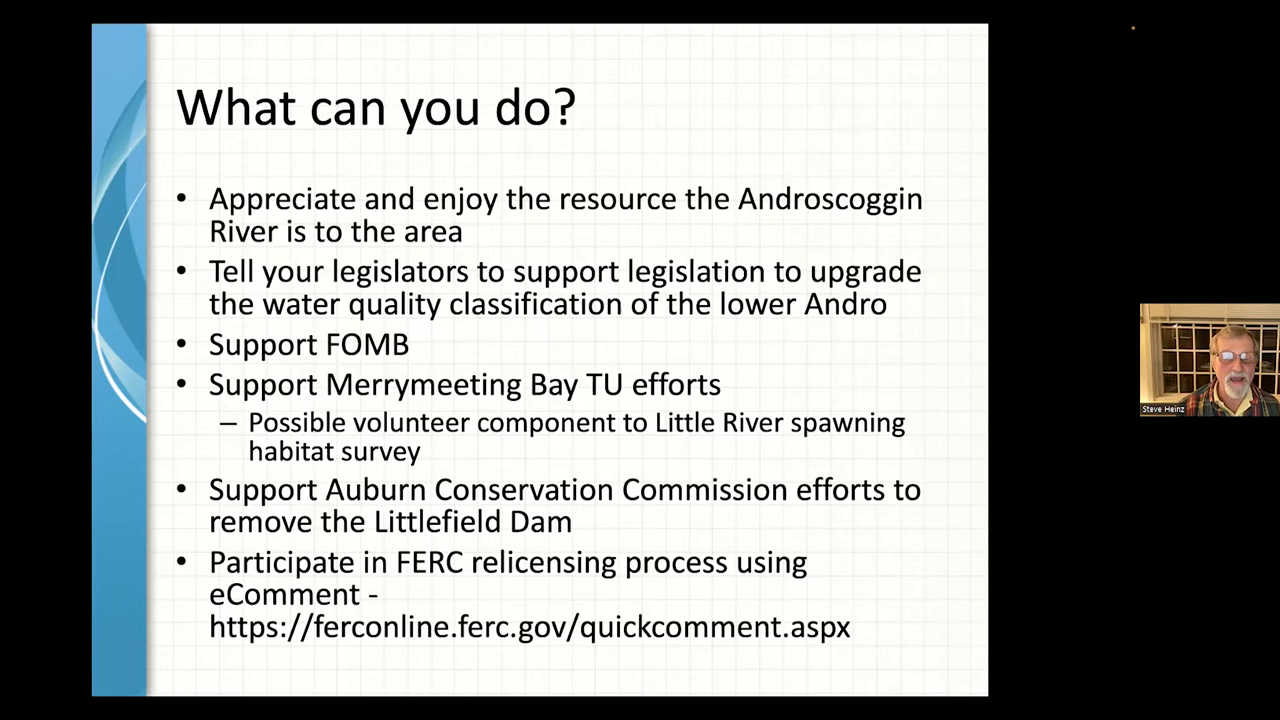 What can you do?
• Appreciate and enjoy the resource the Androscoggin
River is to the area
• Tell your legislators to support legislation to upgrade
the water quality classification of the lower Andro
• Support FOMB
• Support Merrymeeting Bay TU efforts
– Possible volunteer component to Little River spawning
habitat survey
• Support Auburn Conservation Commission efforts to
remove the Littlefield Dam
• Participate in FERC relicensing process using
eComment -
https://ferconline.ferc.gov/quickcomment.aspx
Steve Heinz